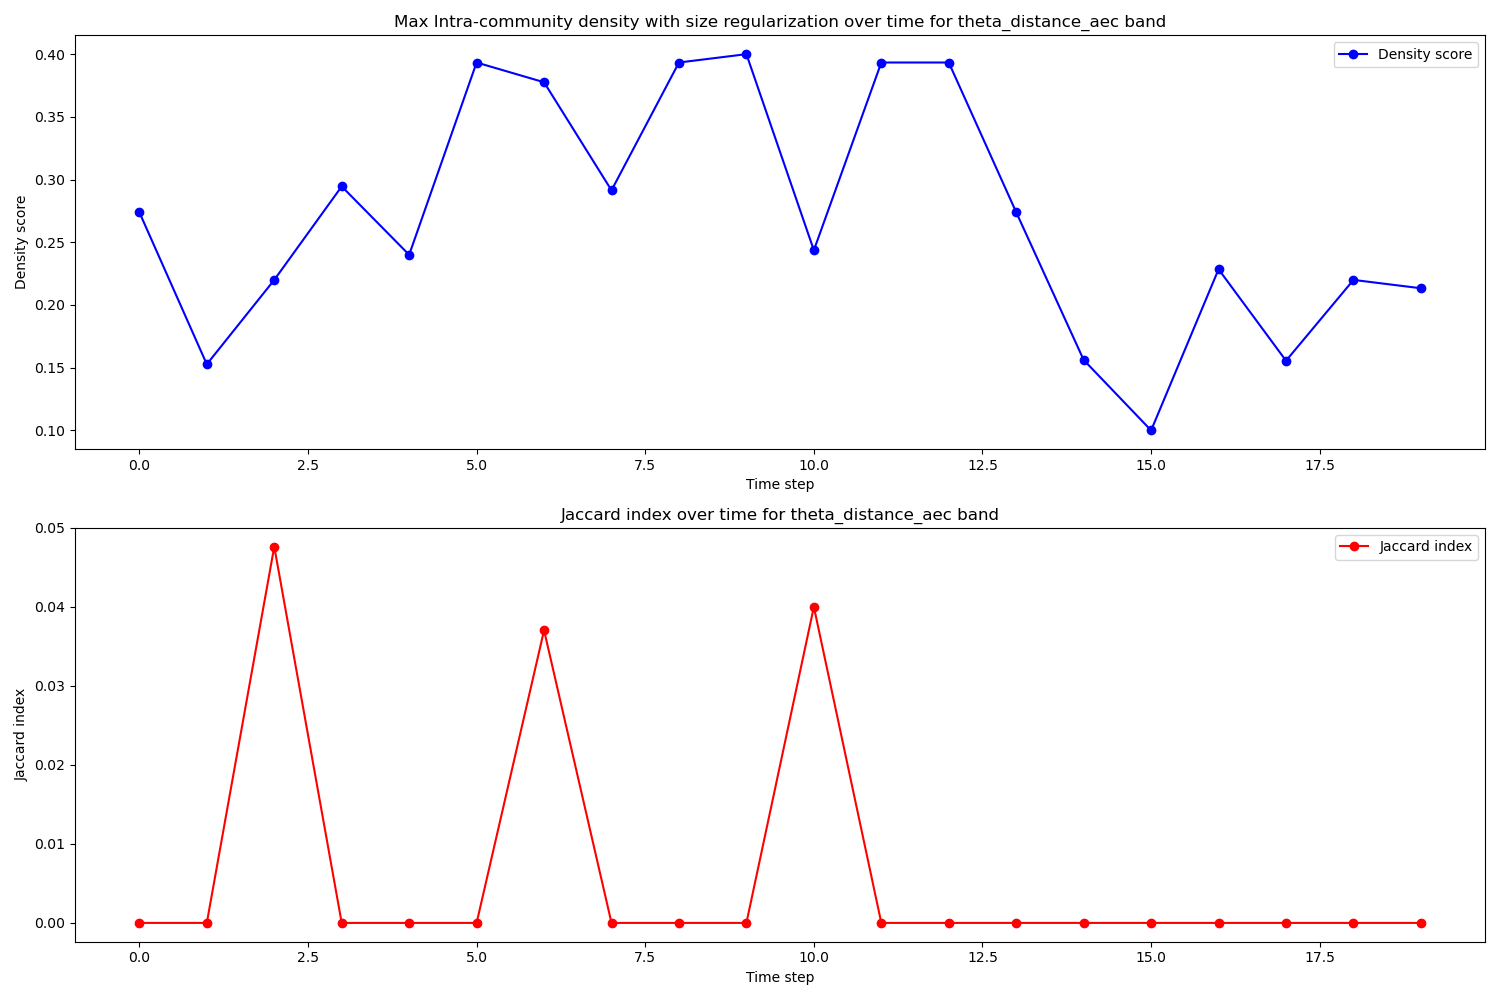 Max Intra-community density with size regularization over time for theta_distance_aec band
Density score
0.40
0.35
0.30
0.25
0.20
0.15
0.10
Density score
0.0 2.5 5.0 7.5 10.0 12.5 15.0 17.5
Time step
Jaccard index over time for theta_distance_aec band
Jaccard index
0.05
0.04
0.03
0.02
0.01
0.00
Jaccard index
0.0 2.5 5.0 7.5 10.0 12.5 15.0 17.5
Time step